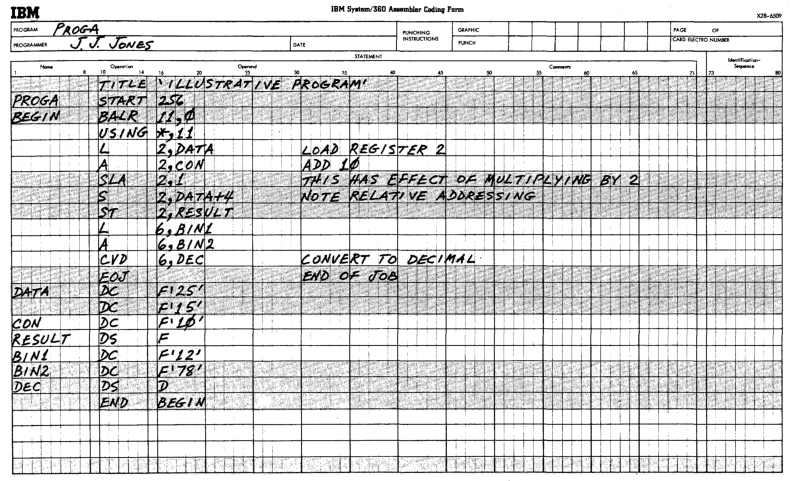 IBM
IBM System/360 Assembler Coding Form
X28-6509
PROGRAM PROGA
PUNCHING INSTRUCTIONS
GRAPHIC
PAGE OF
PROGRAMMER J. J. JONES
DATE
PUNCH
CARD ELECTRO NUMBER
STATEMENT
Name Operation Operand Comments Identification-Sequence
1 8 10 14 16 20 25 30 35 40 45 50 55 60 65 71 73 80
TITLE 'ILLUSTRATIVE PROGRAM'
PROGA START 256
BEGIN BALR 11,0
USING *,11
L 2,DATA LOAD REGISTER 2
A 2,CON ADD 10
SLA 2,1 THIS HAS EFFECT OF MULTIPLYING BY 2
S 2,DATA+4 NOTE RELATIVE ADDRESSING
ST 2,RESULT
L 6,BIN1
A 6,BIN2
CVD 6,DEC CONVERT TO DECIMAL
EOJ END OF JOB
DATA DC F'25'
DC F'15'
CON DC F'10'
RESULT DS F
BIN1 DC F'12'
BIN2 DC F'78'
DEC DS D
END BEGIN